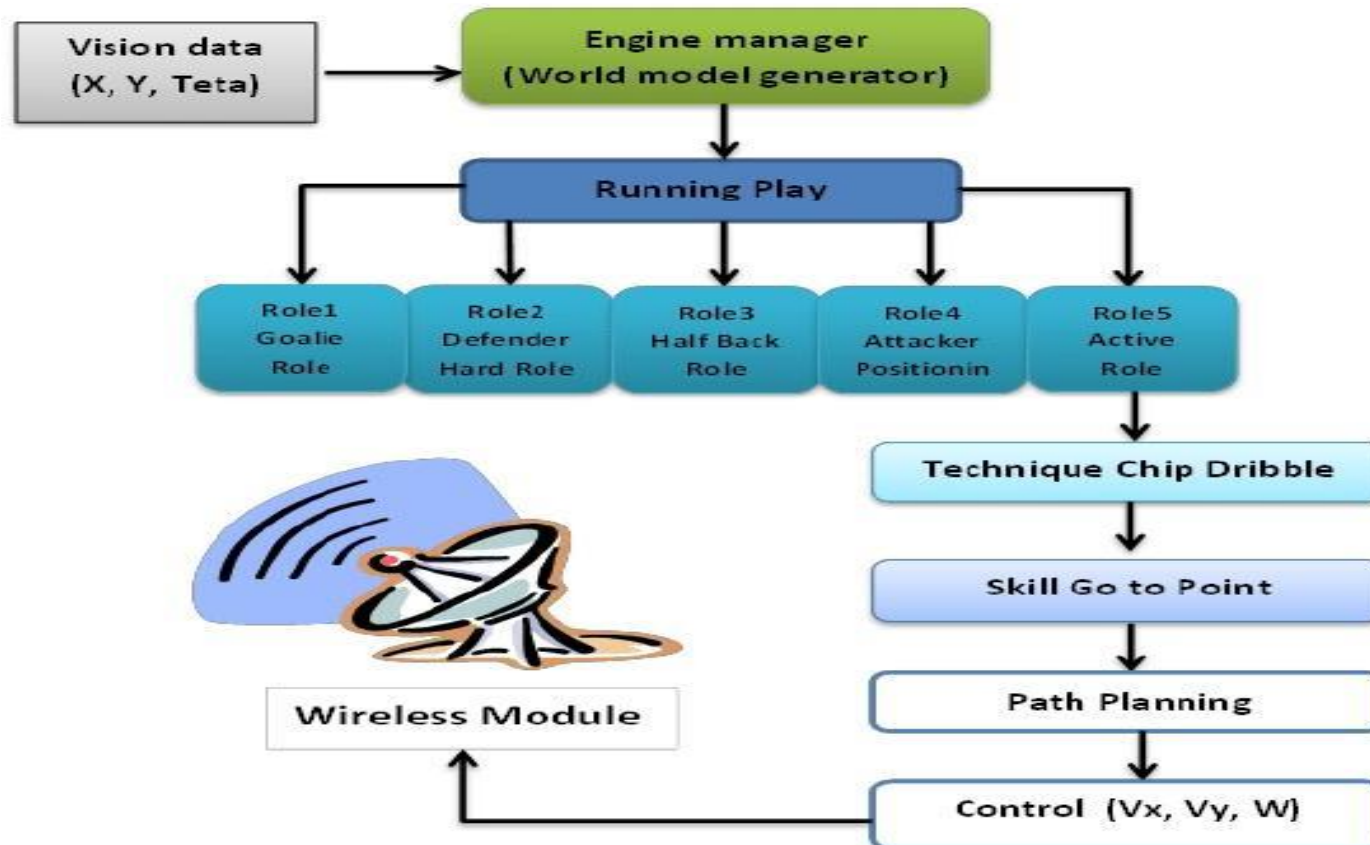 Vision data
(X, Y, Teta)
Engine manager
(World model generator)
Running Play
Role1
Goalie
Role
Role2
Defender
Hard Role
Role3
Half Back
Role
Role4
Attacker
Positionin
Role5
Active
Role
Technique Chip Dribble
Skill Go to Point
Path Planning
Control (Vx, Vy, W)
Wireless Module